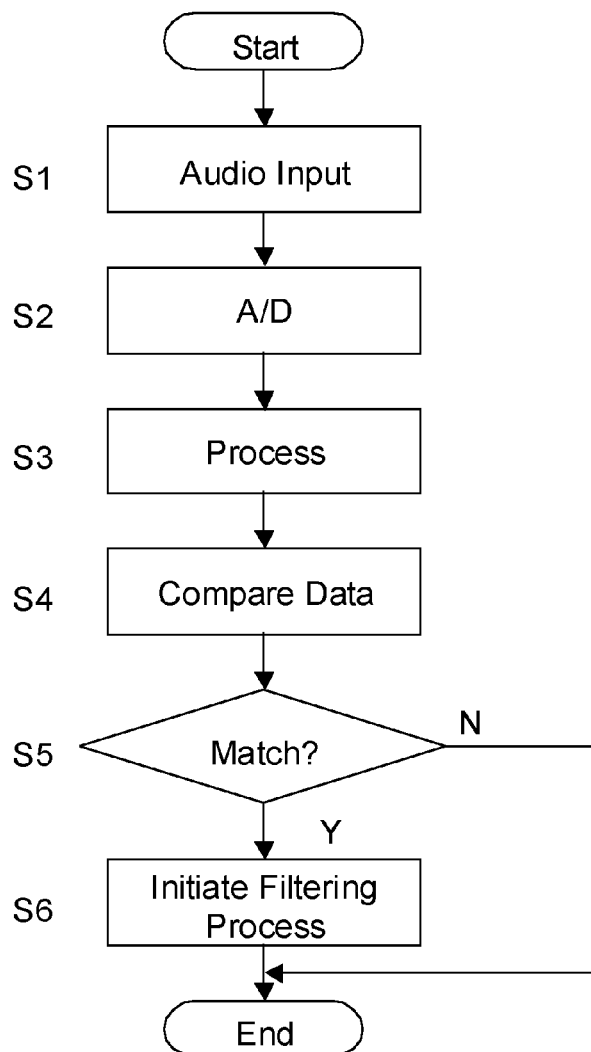 Start
S1
Audio Input
S2
A/D
S3
Process
S4
Compare Data
S5
Match?
N
Y
S6
Initiate Filtering
Process
End